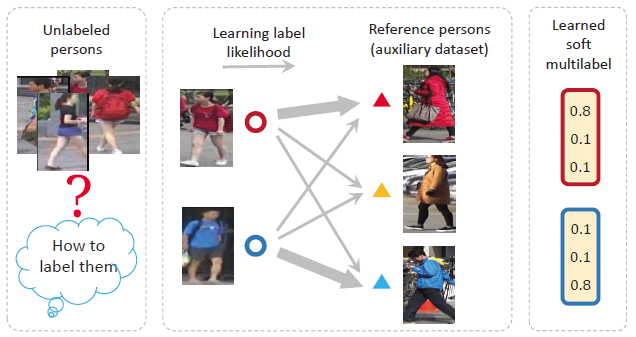 Unlabeled
persons
?
How to
label them
Learning label
likelihood
Reference persons
(auxiliary dataset)
Learned
soft
multilabel
0.8
0.1
0.1
0.1
0.1
0.8